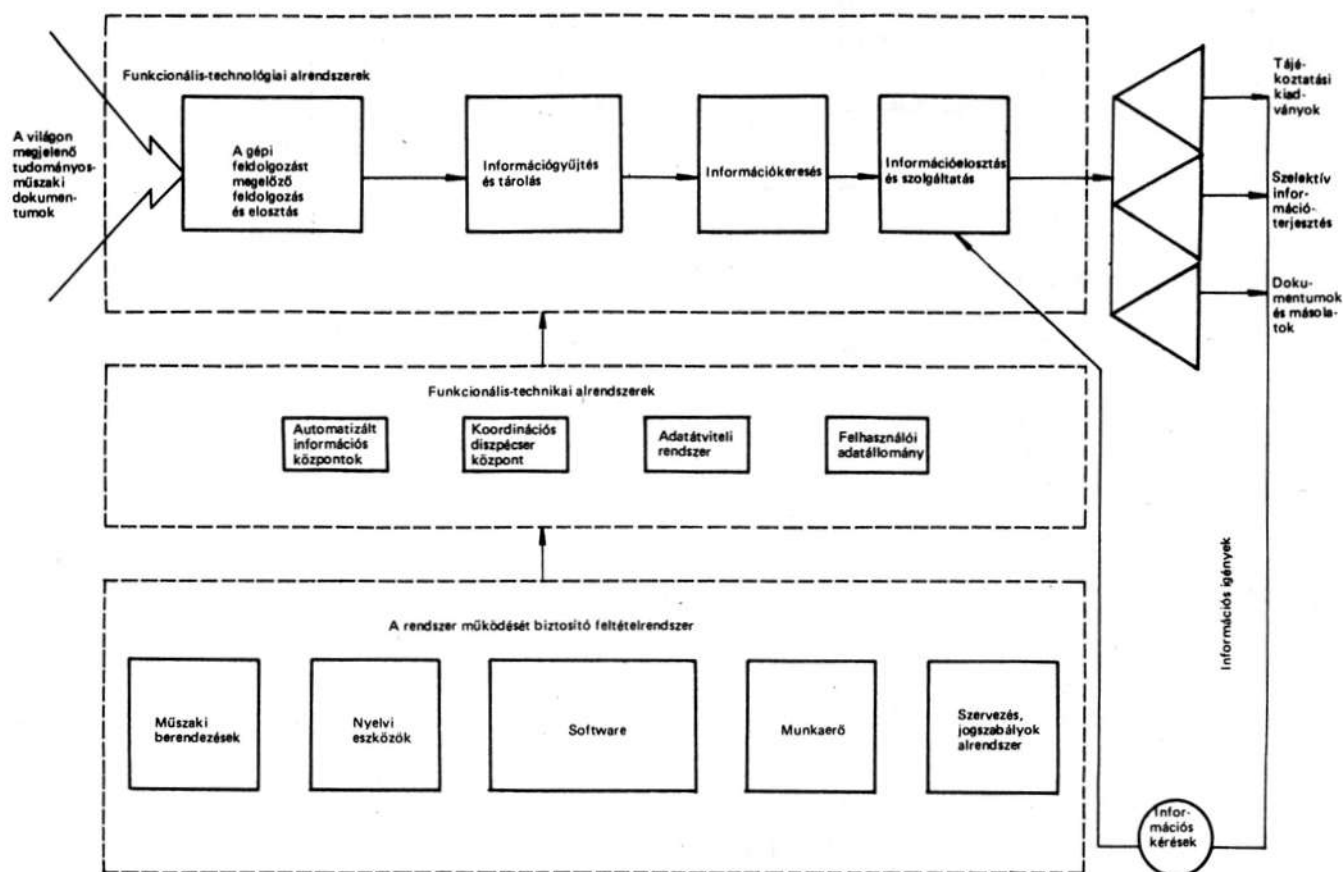 Funkcionális-technológiai alrendszerek
A világon
megjelenő
tudományos-
műszaki
dokumen-
tumok
A gépi
feldolgozást
megelőző
feldolgozás
és elosztás
Információgyűjtés
és tárolás
Információkeresés
Információelosztás
és szolgáltatás
Tájé-
koztatási
kiad-
ványok
Szelektív
infor-
máció-
terjesztés
Doku-
mentumok
és másola-
tok
Funkcionális-technikai alrendszerek
Automatizált
információs
központok
Koordinációs
diszpécser
központ
Adatátviteli
rendszer
Felhasználói
adatállomány
Információs igények
A rendszer működését biztosító feltételrendszer
Műszaki
berendezések
Nyelvi
eszközök
Software
Munkaerő
Szervezés,
jogszabályok
alrendszer
Infor-
mációs
kérések